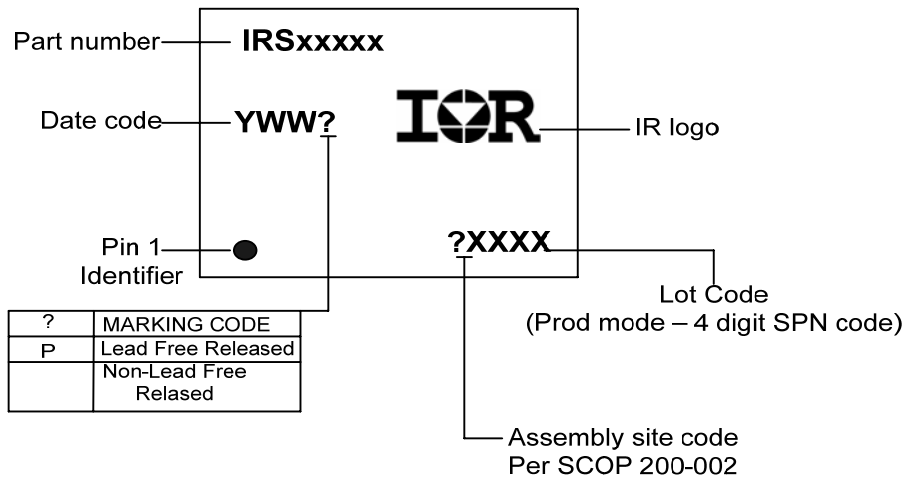 Part number
IRSxxxxx
Date code
YWW?
IOR
IR logo
Pin 1
Identifier
?XXXX
Lot Code
(Prod mode – 4 digit SPN code)
? MARKING CODE
P Lead Free Released
Non-Lead Free
Relased
Assembly site code
Per SCOP 200-002